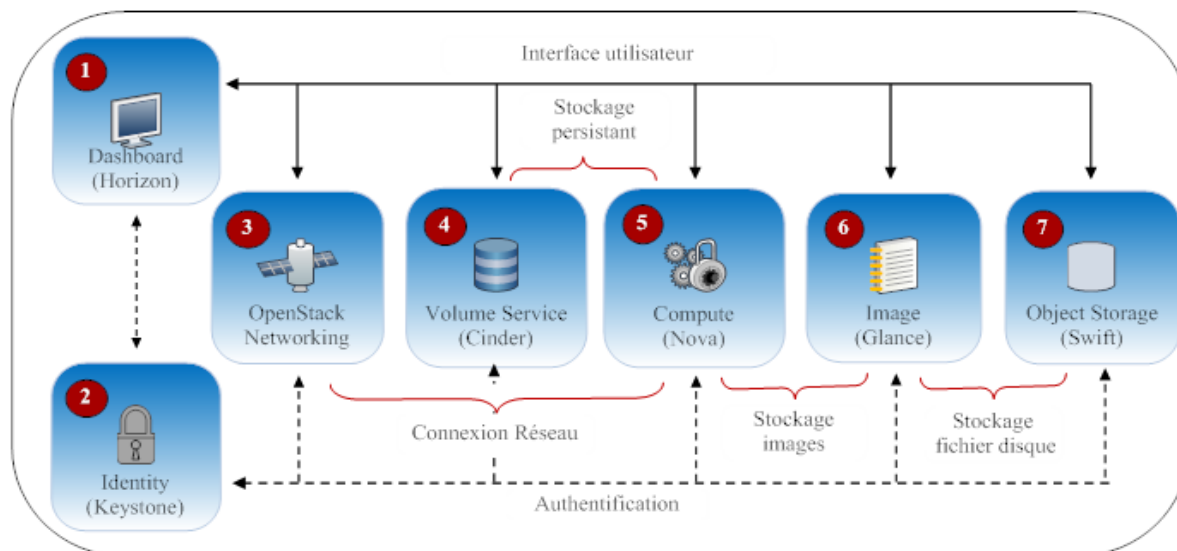 Interface utilisateur
1
Dashboard
(Horizon)
Stockage
persistant
3
OpenStack
Networking
4
Volume Service
(Cinder)
5
Compute
(Nova)
6
Image
(Glance)
7
Object Storage
(Swift)
2
Identity
(Keystone)
Connexion Réseau
Stockage
images
Stockage
fichier disque
Authentification